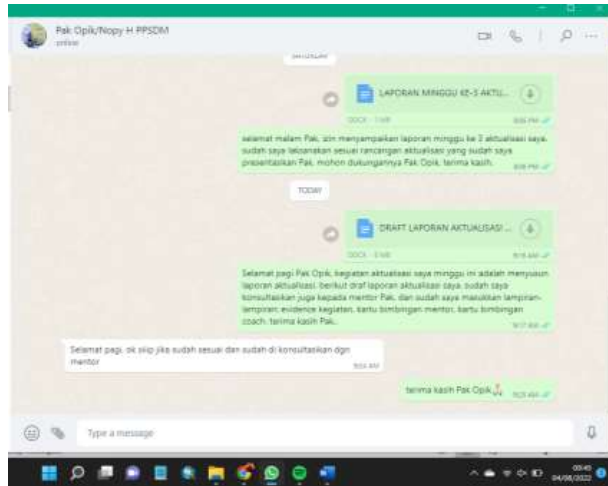 Pak Opik/Nopy H PPSDM
online
SATURDAY
LAPORAN MINGGU KE-3 AKTU...
DOCX
selamat malam Pak, izin menyampaikan laporan minggu ke 3 aktualisasi saya,
sudah saya laksanakan sesuai rancangan aktualisasi yang sudah saya
presentasikan Pak, mohon dukungannya Pak Opik, terima kasih.
TODAY
DRAFT LAPORAN AKTUALISASI ...
DOCX
Selamat pagi Pak Opik, kegiatan aktualisasi saya minggu ini adalah menyusun
laporan aktualisasi, berikut draf laporan aktualisasi saya, sudah saya
konsultasikan juga kepada mentor Pak, dan sudah saya masukkan lampiran-
lampiran, evidence kegiatan, kartu bimbingan mentor, kartu bimbingan
coach, terima kasih Pak..
Selamat pagi, ok skip jika sudah sesuai dan sudah di konsultasikan dgn
mentor
terima kasih Pak Opik
Type a message
04/08/2022